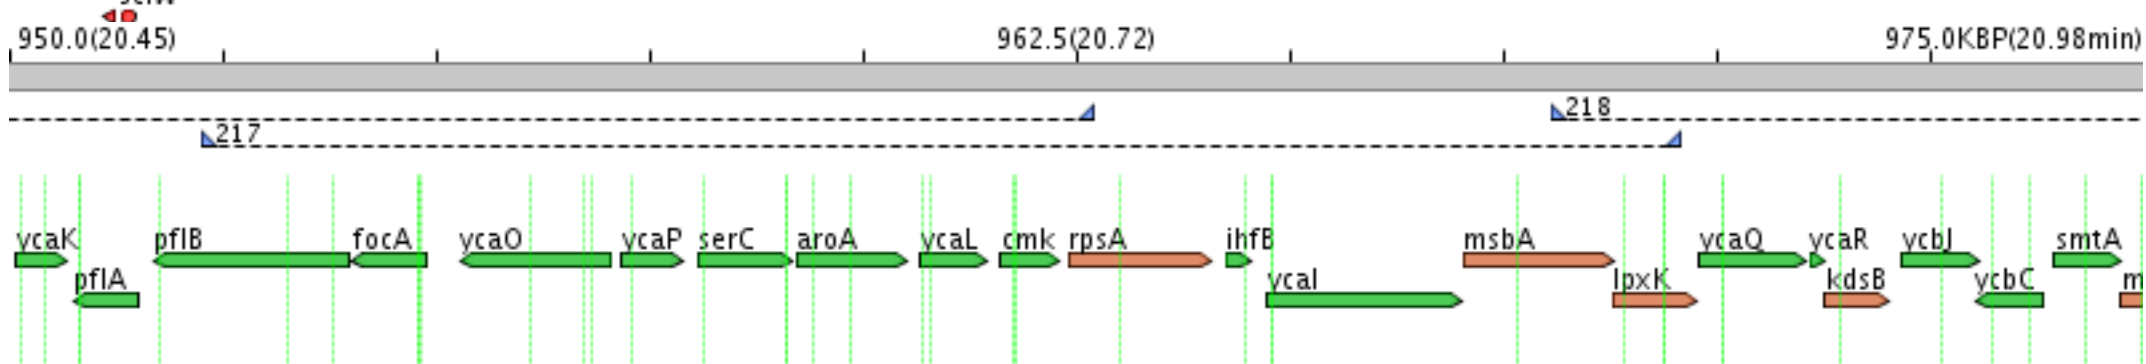 950.0(20.45) 962.5(20.72) 975.0KBP(20.98min)
218
217
ycaK pflB focA ycaO ycaP serC aroA ycaL cmk rpsA ihfB msbA ycaQ ycaR ycbJ smtA
pflA ycaI lpxK kdsB ycbC m